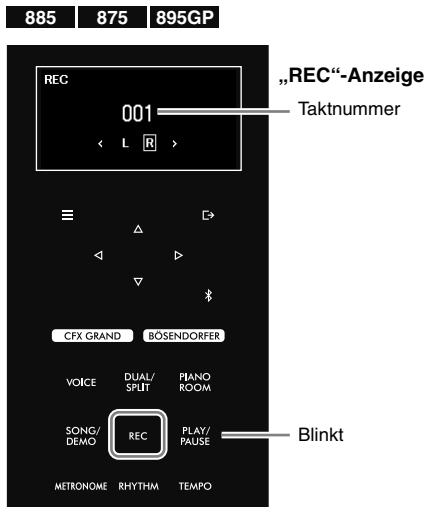 885 875 895GP
„REC“-Anzeige
REC
001
Taktnummer
< L R >
CFX GRAND BÖSENDORFER
VOICE DUAL/ SPLIT PIANO ROOM
SONG/ DEMO REC PLAY/ PAUSE
Blinkt
METRONOME RHYTHM TEMPO